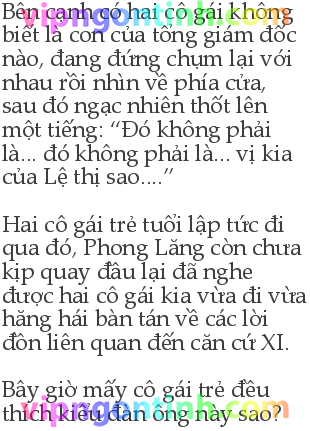 Bên cạnh có hai cô gái không
biết là con của tổng giám đốc
nào, đang đứng chụm lại với
nhau rồi nhìn về phía cửa,
sau đó ngạc nhiên thốt lên
một tiếng: “Đó không phải
là... đó không phải là... vị kia
của Lệ thị sao....”
Hai cô gái trẻ tuổi lập tức đi
qua đó, Phong Lăng còn chưa
kịp quay đầu lại đã nghe
được hai cô gái kia vừa đi vừa
hăng hái bàn tán về các lời
đồn liên quan đến căn cứ XI.
Bây giờ mấy cô gái trẻ đều
thích kiểu đàn ông này sao?
vipngontinh.com
vipngontinh.com